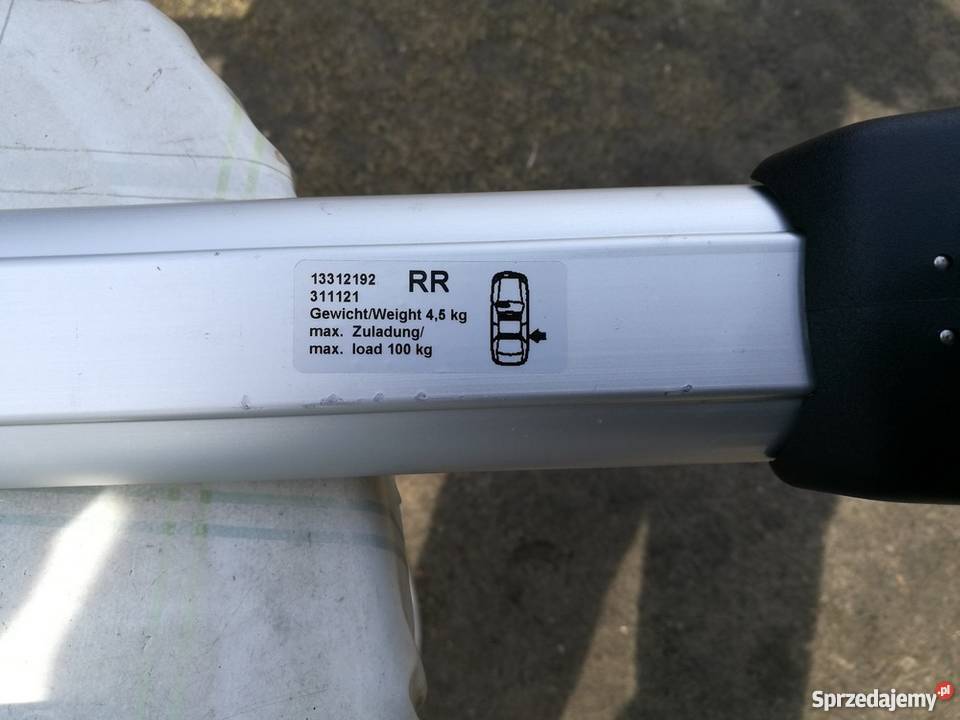 13312192 RR
311121
Gewicht/Weight 4,5 kg
max. Zuladung/
max. load 100 kg
Sprzedajemy.pl